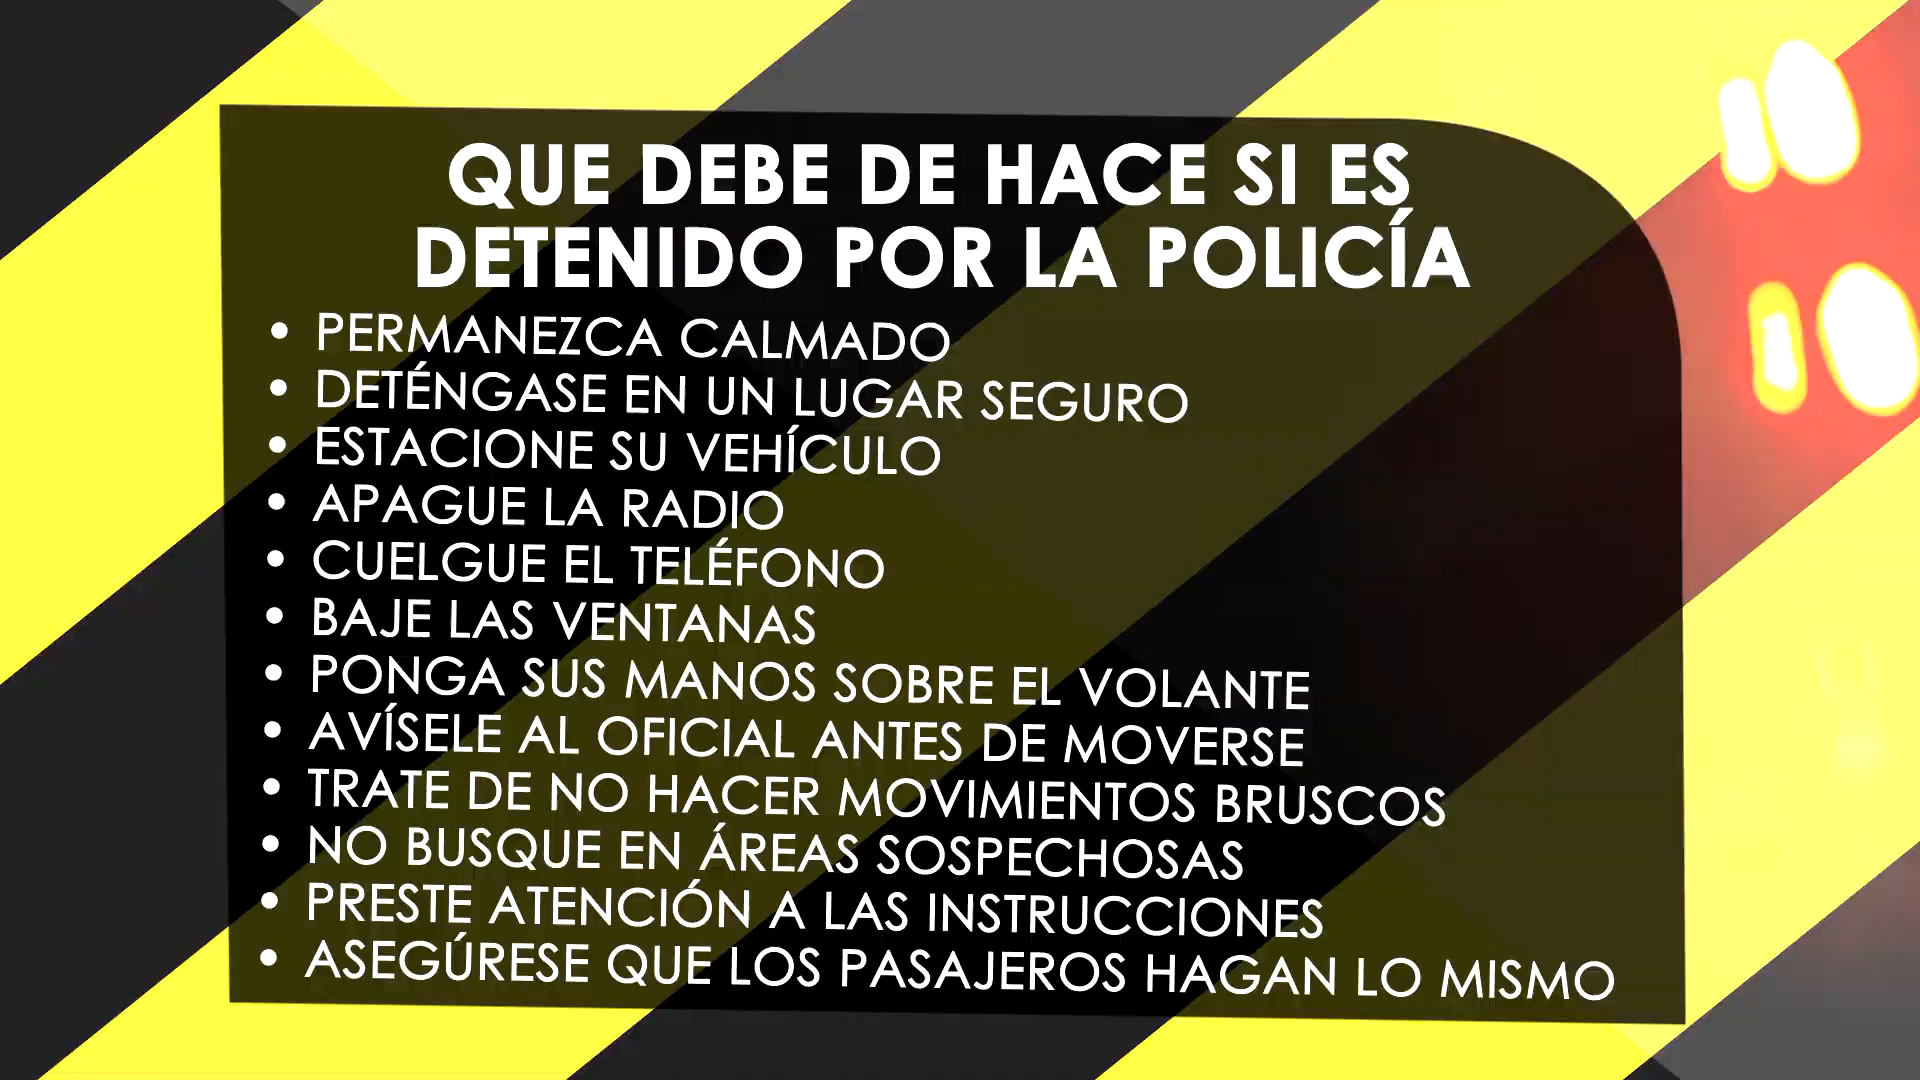 QUE DEBE DE HACE SI ES
DETENIDO POR LA POLICÍA
• PERMANEZCA CALMADO
• DETÉNGASE EN UN LUGAR SEGURO
• ESTACIONE SU VEHÍCULO
• APAGUE LA RADIO
• CUELGUE EL TELÉFONO
• BAJE LAS VENTANAS
• PONGA SUS MANOS SOBRE EL VOLANTE
• AVÍSELE AL OFICIAL ANTES DE MOVERSE
• TRATE DE NO HACER MOVIMIENTOS BRUSCOS
• NO BUSQUE EN ÁREAS SOSPECHOSAS
• PRESTE ATENCIÓN A LAS INSTRUCCIONES
• ASEGÚRESE QUE LOS PASAJEROS HAGAN LO MISMO